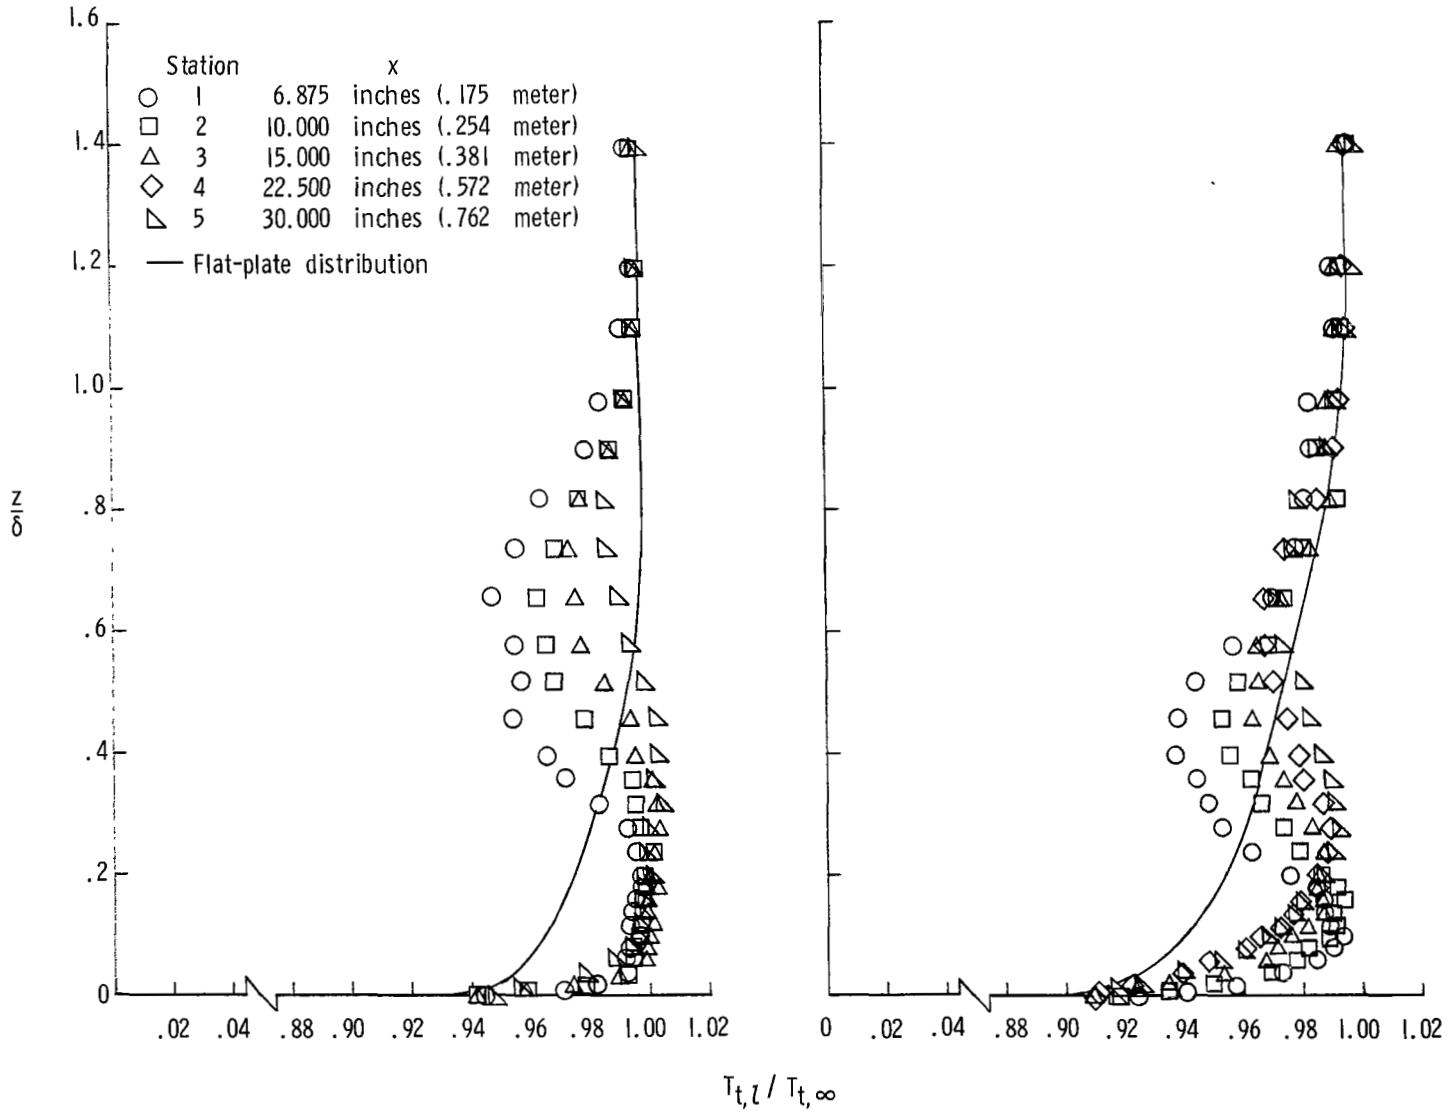 1.6
Station x
1 6.875 inches (.175 meter)
2 10.000 inches (.254 meter)
1.4
3 15.000 inches (.381 meter)
4 22.500 inches (.572 meter)
5 30.000 inches (.762 meter)
1.2
Flat-plate distribution
1.0
z/δ
.8
.6
.4
.2
0
.02 .04 .88 .90 .92 .94 .96 .98 1.00 1.02
0 .02 .04 .88 .90 .92 .94 .96 .98 1.00 1.02
T_{t,l} / T_{t,∞}